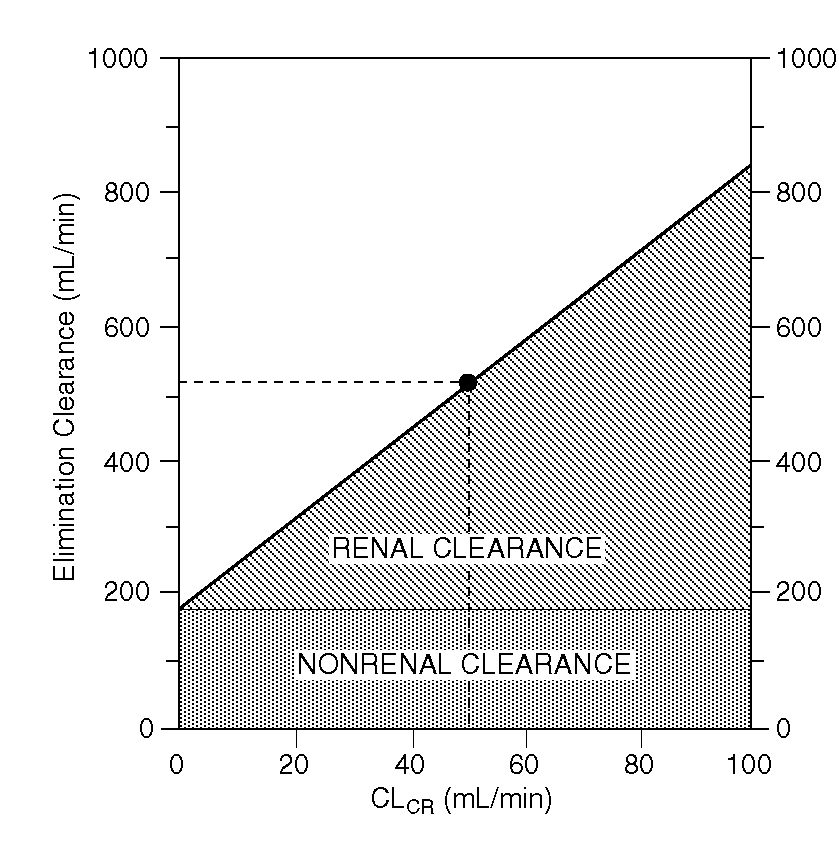 Elimination Clearance (mL/min)
1000
800
600
400
200
0
1000
800
600
400
200
0
RENAL CLEARANCE
NONRENAL CLEARANCE
0 20 40 60 80 100
CLCR (mL/min)